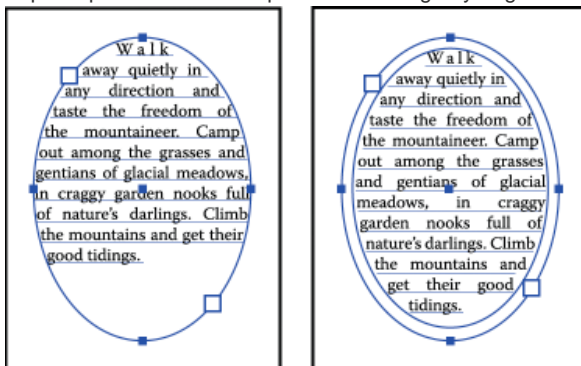 Walk
away quietly in
any direction and
taste the freedom of
the mountaineer. Camp
out among the grasses and
gentians of glacial meadows,
in craggy garden nooks full
of nature's darlings. Climb
the mountains and get their
good tidings.
Walk
away quietly in
any direction and
taste the freedom of
the mountaineer. Camp
out among the grasses
and gentians of glacial
meadows, in craggy
garden nooks full of
nature's darlings. Climb
the mountains and
get their good
tidings.